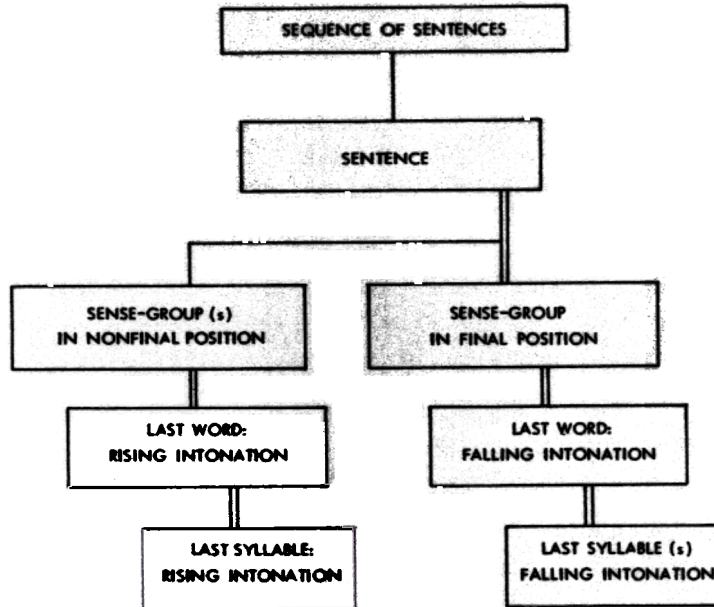 SEQUENCE OF SENTENCES
SENTENCE
SENSE-GROUP (s)
IN NONFINAL POSITION
SENSE-GROUP
IN FINAL POSITION
LAST WORD:
RISING INTONATION
LAST WORD:
FALLING INTONATION
LAST SYLLABLE:
RISING INTONATION
LAST SYLLABLE (s)
FALLING INTONATION